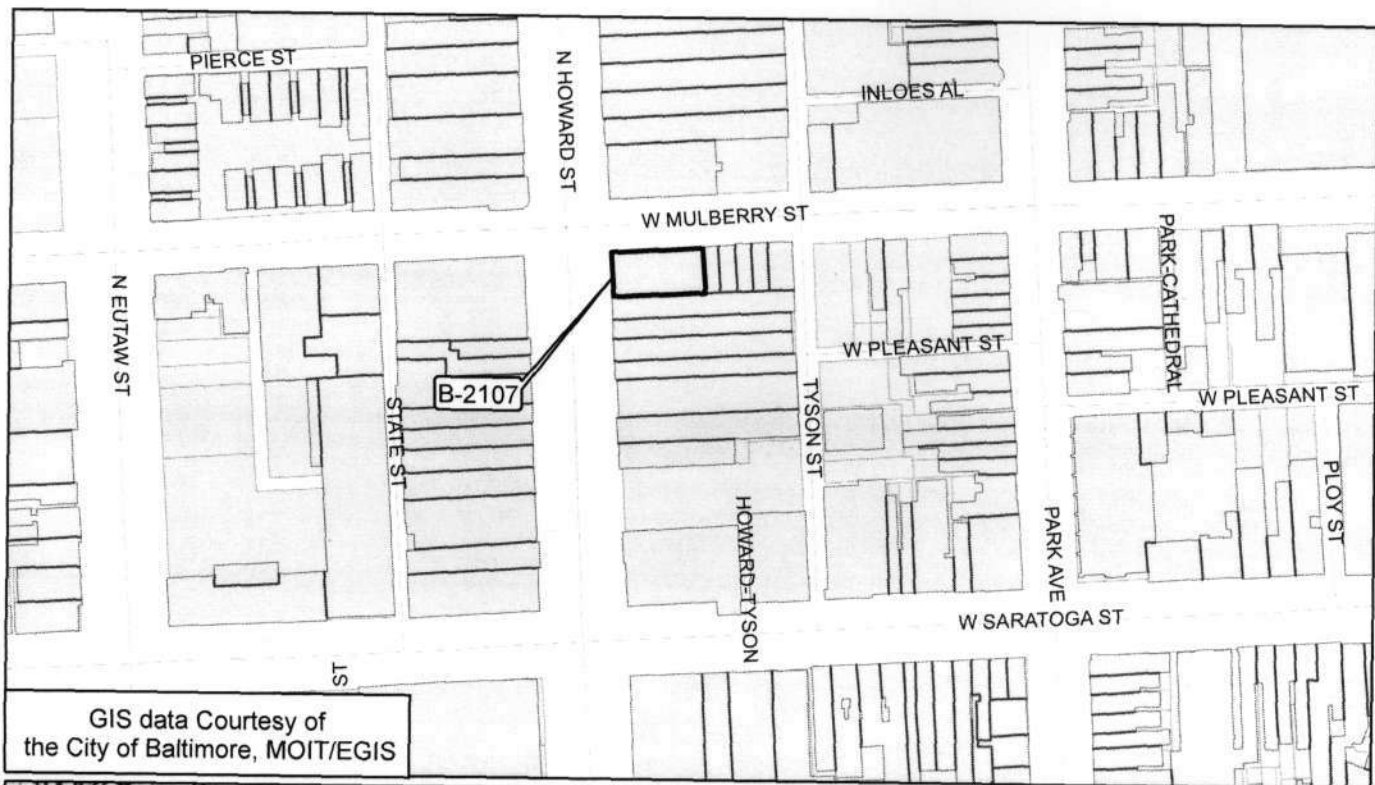 PIERCE ST
N HOWARD ST
INLOES AL
W MULBERRY ST
N EUTAW ST
PARK-CATHEDRAL
W PLEASANT ST
B-2107
STATE ST
TYSON ST
W PLEASANT ST
HOWARD-TYSON
PARK AVE
PLOY ST
W SARATOGA ST
ST
GIS data Courtesy of
the City of Baltimore, MOIT/EGIS